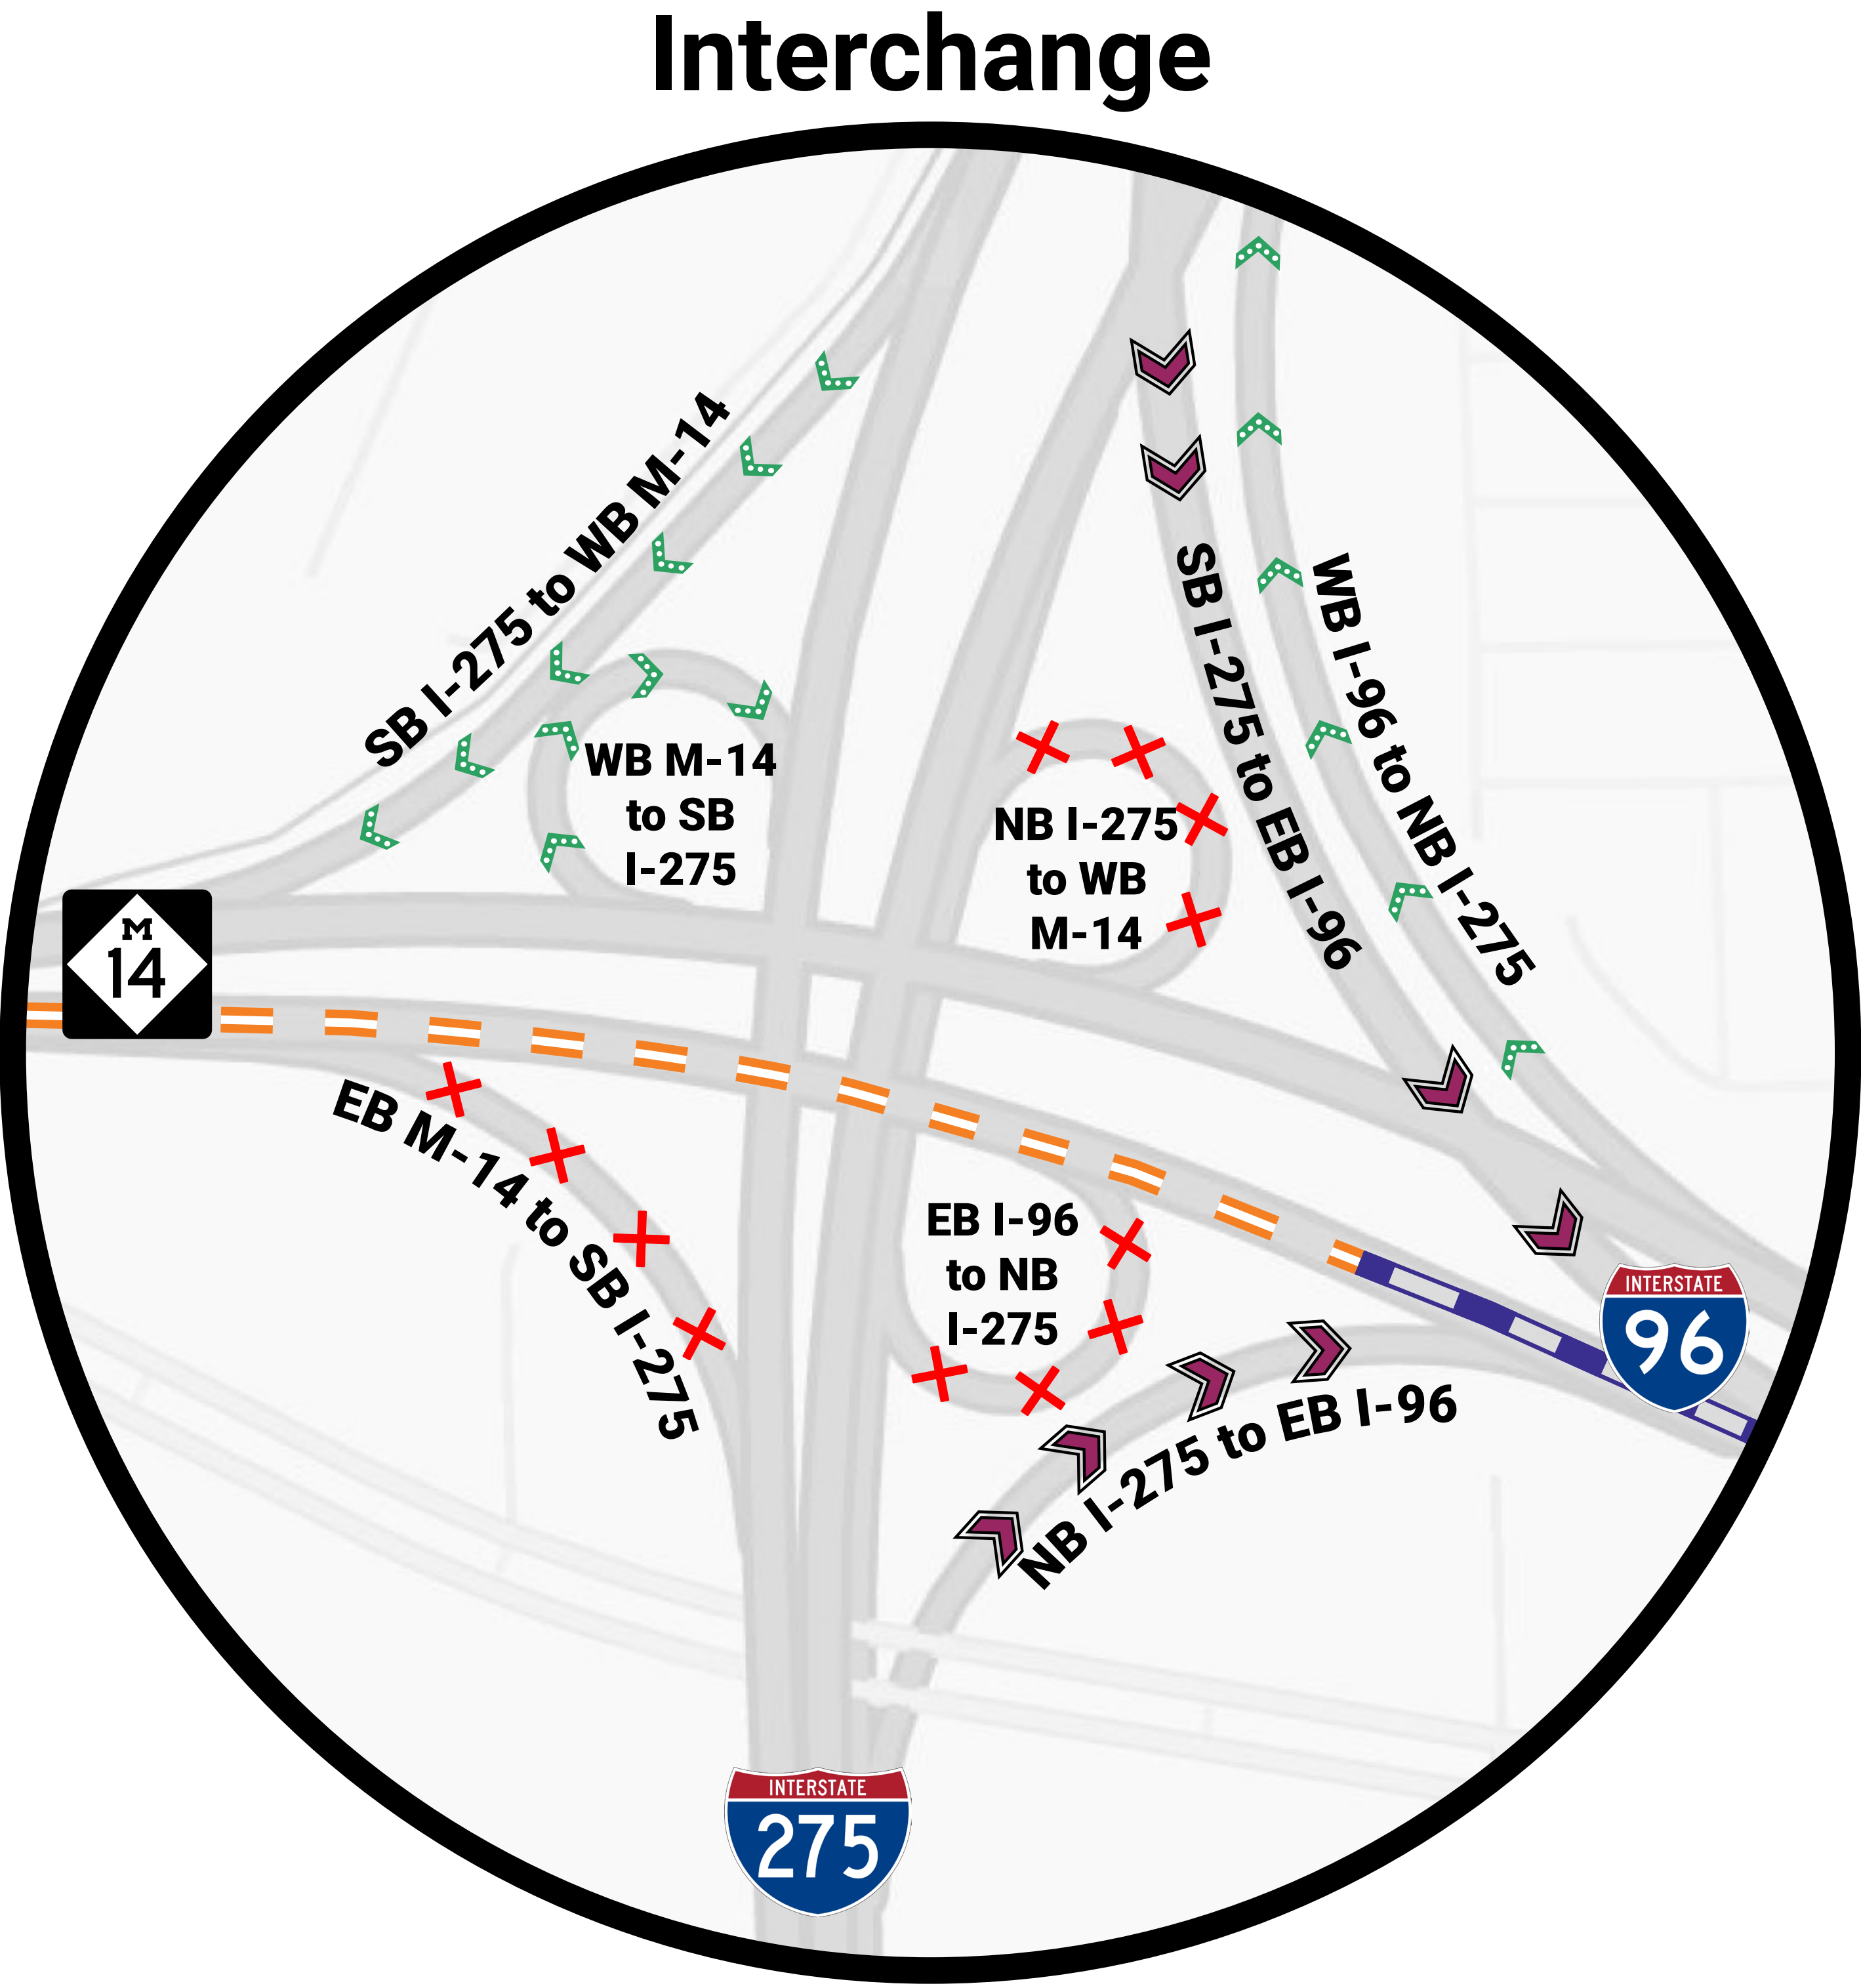 Interchange
SB I-275 to WB M-14
WB M-14
to SB
I-275
NB I-275
to WB
M-14
SB I-275 to EB I-96
WB I-96 to NB I-275
M
14
EB M-14 to SB I-275
EB I-96
to NB
I-275
NB I-275 to EB I-96
INTERSTATE
96
INTERSTATE
275